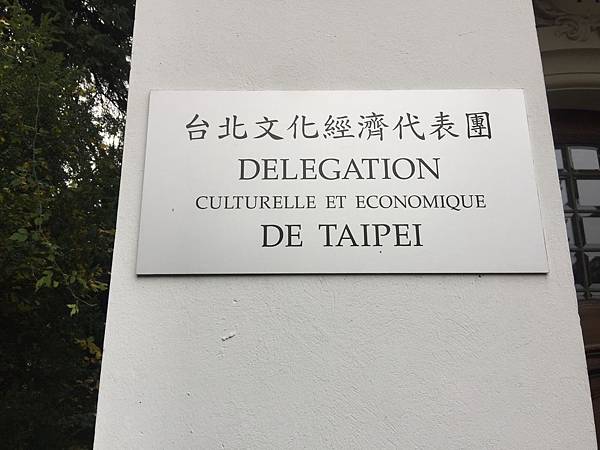 台北文化經濟代表團
DELEGATION
CULTURELLE ET ECONOMIQUE
DE TAIPEI